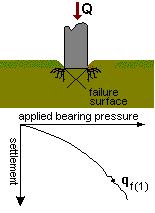 Q
failure
surface
applied bearing pressure
settlement
qf(1)